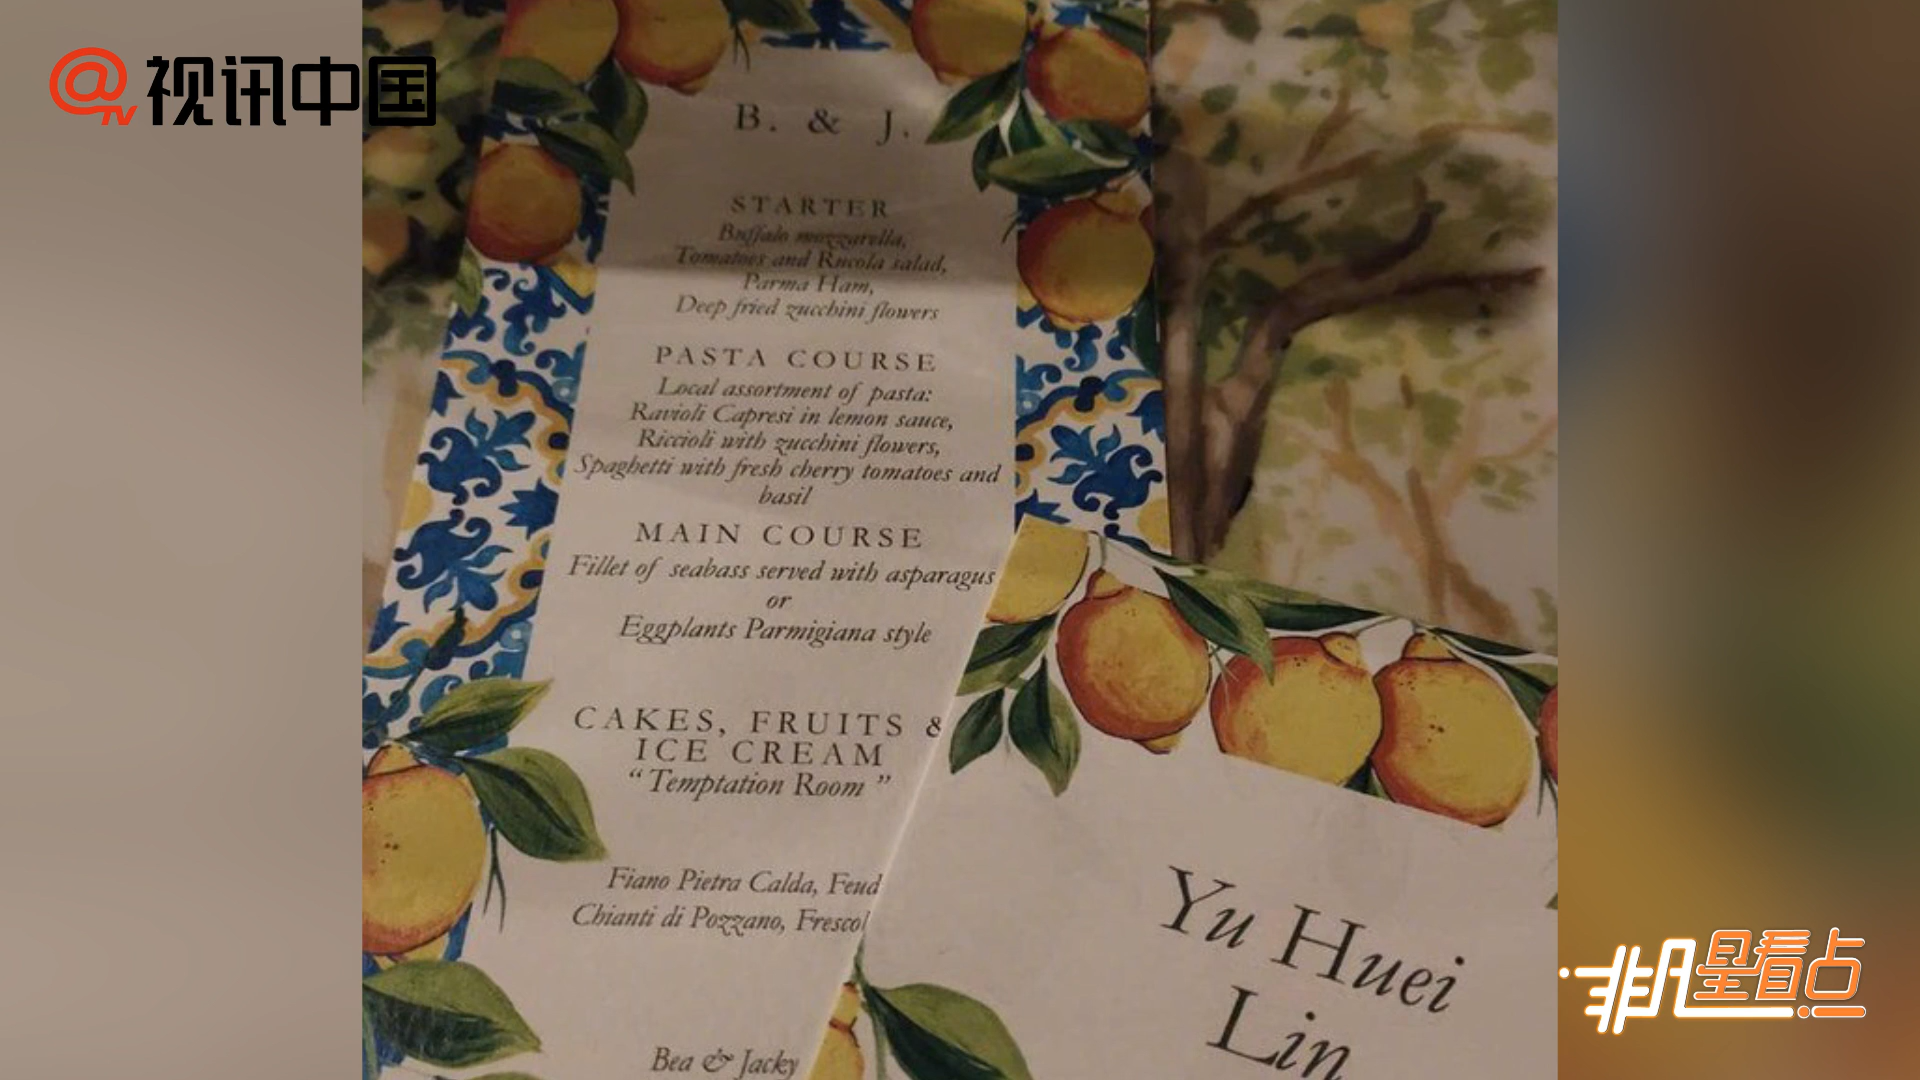 @TV 视讯中国
B. & J.
STARTER
Buffalo mozzarella,
Tomatoes and Rucola salad,
Parma Ham,
Deep fried zucchini flowers
PASTA COURSE
Local assortment of pasta:
Ravioli Capresi in lemon sauce,
Riccioli with zucchini flowers,
Spaghetti with fresh cherry tomatoes and
basil
MAIN COURSE
Fillet of seabass served with asparagus
or
Eggplants Parmigiana style
CAKES, FRUITS &
ICE CREAM
“Temptation Room”
Fiano Pietra Calda, Feud
Chianti di Pozzano, Frescol
Bea & Jacky
Yu Huei
Lin
非凡星看点